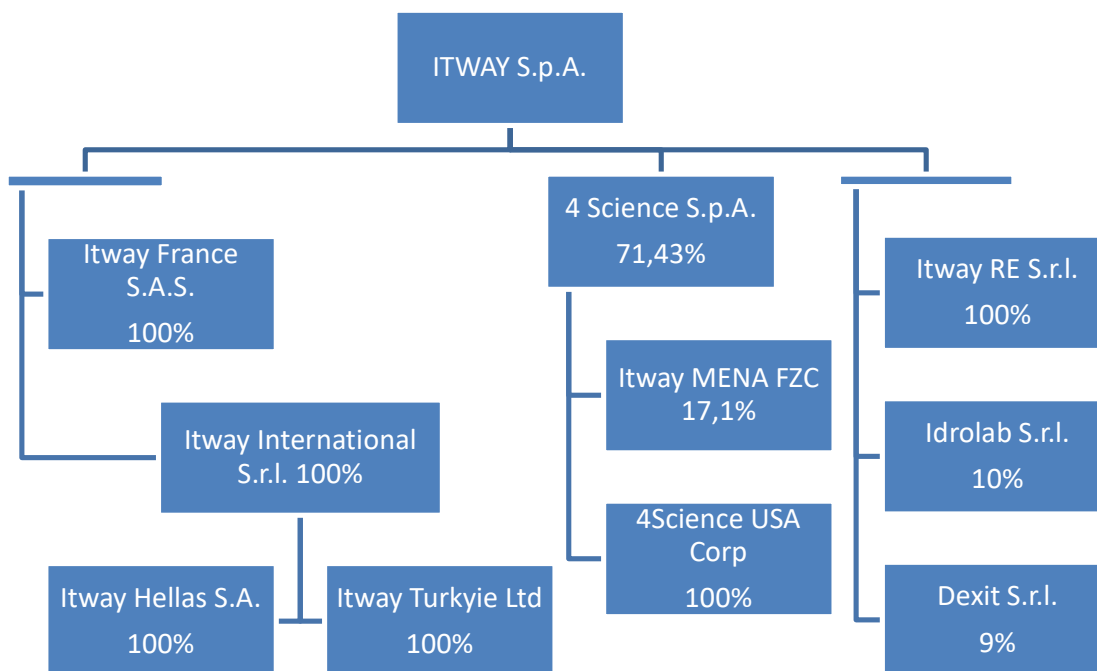 ITWAY S.p.A.
4 Science S.p.A.
71,43%
Itway France
S.A.S.
100%
Itway RE S.r.l.
100%
Itway MENA FZC
17,1%
Itway International
S.r.l. 100%
Idrolab S.r.l.
10%
4Science USA
Corp
100%
Itway Hellas S.A.
100%
Itway Turkyie Ltd
100%
Dexit S.r.l.
9%